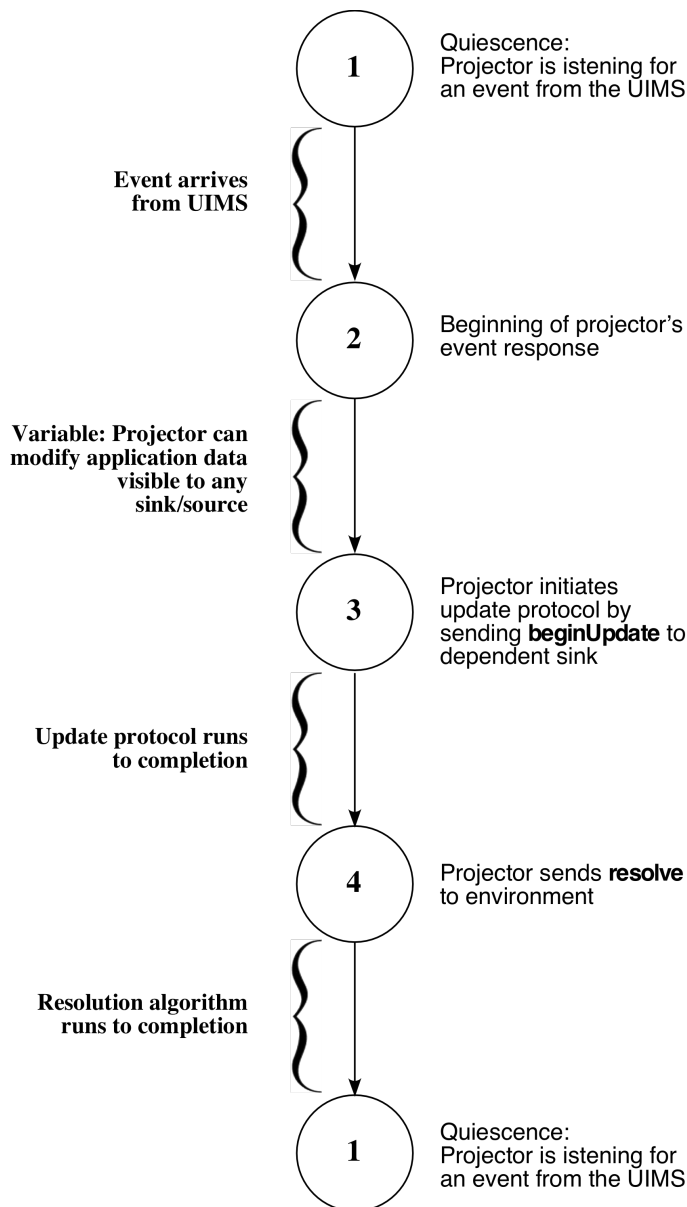 1
Quiescence:
Projector is istening for
an event from the UIMS
Event arrives
from UIMS
2
Beginning of projector's
event response
Variable: Projector can
modify application data
visible to any
sink/source
3
Projector initiates
update protocol by
sending beginUpdate to
dependent sink
Update protocol runs
to completion
4
Projector sends resolve
to environment
Resolution algorithm
runs to completion
1
Quiescence:
Projector is istening for
an event from the UIMS